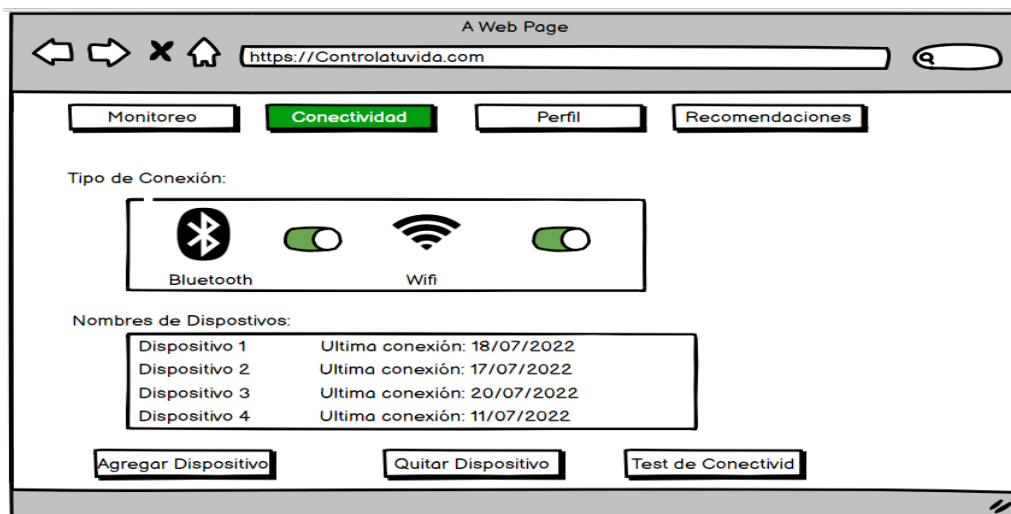 A Web Page
https://Controlatuvida.com
Monitoreo Conectividad Perfil Recomendaciones
Tipo de Conexión:
Bluetooth Wifi
Nombres de Dispostivos:
Dispositivo 1 Ultima conexión: 18/07/2022
Dispositivo 2 Ultima conexión: 17/07/2022
Dispositivo 3 Ultima conexión: 20/07/2022
Dispositivo 4 Ultima conexión: 11/07/2022
Agregar Dispositivo Quitar Dispositivo Test de Conectivid